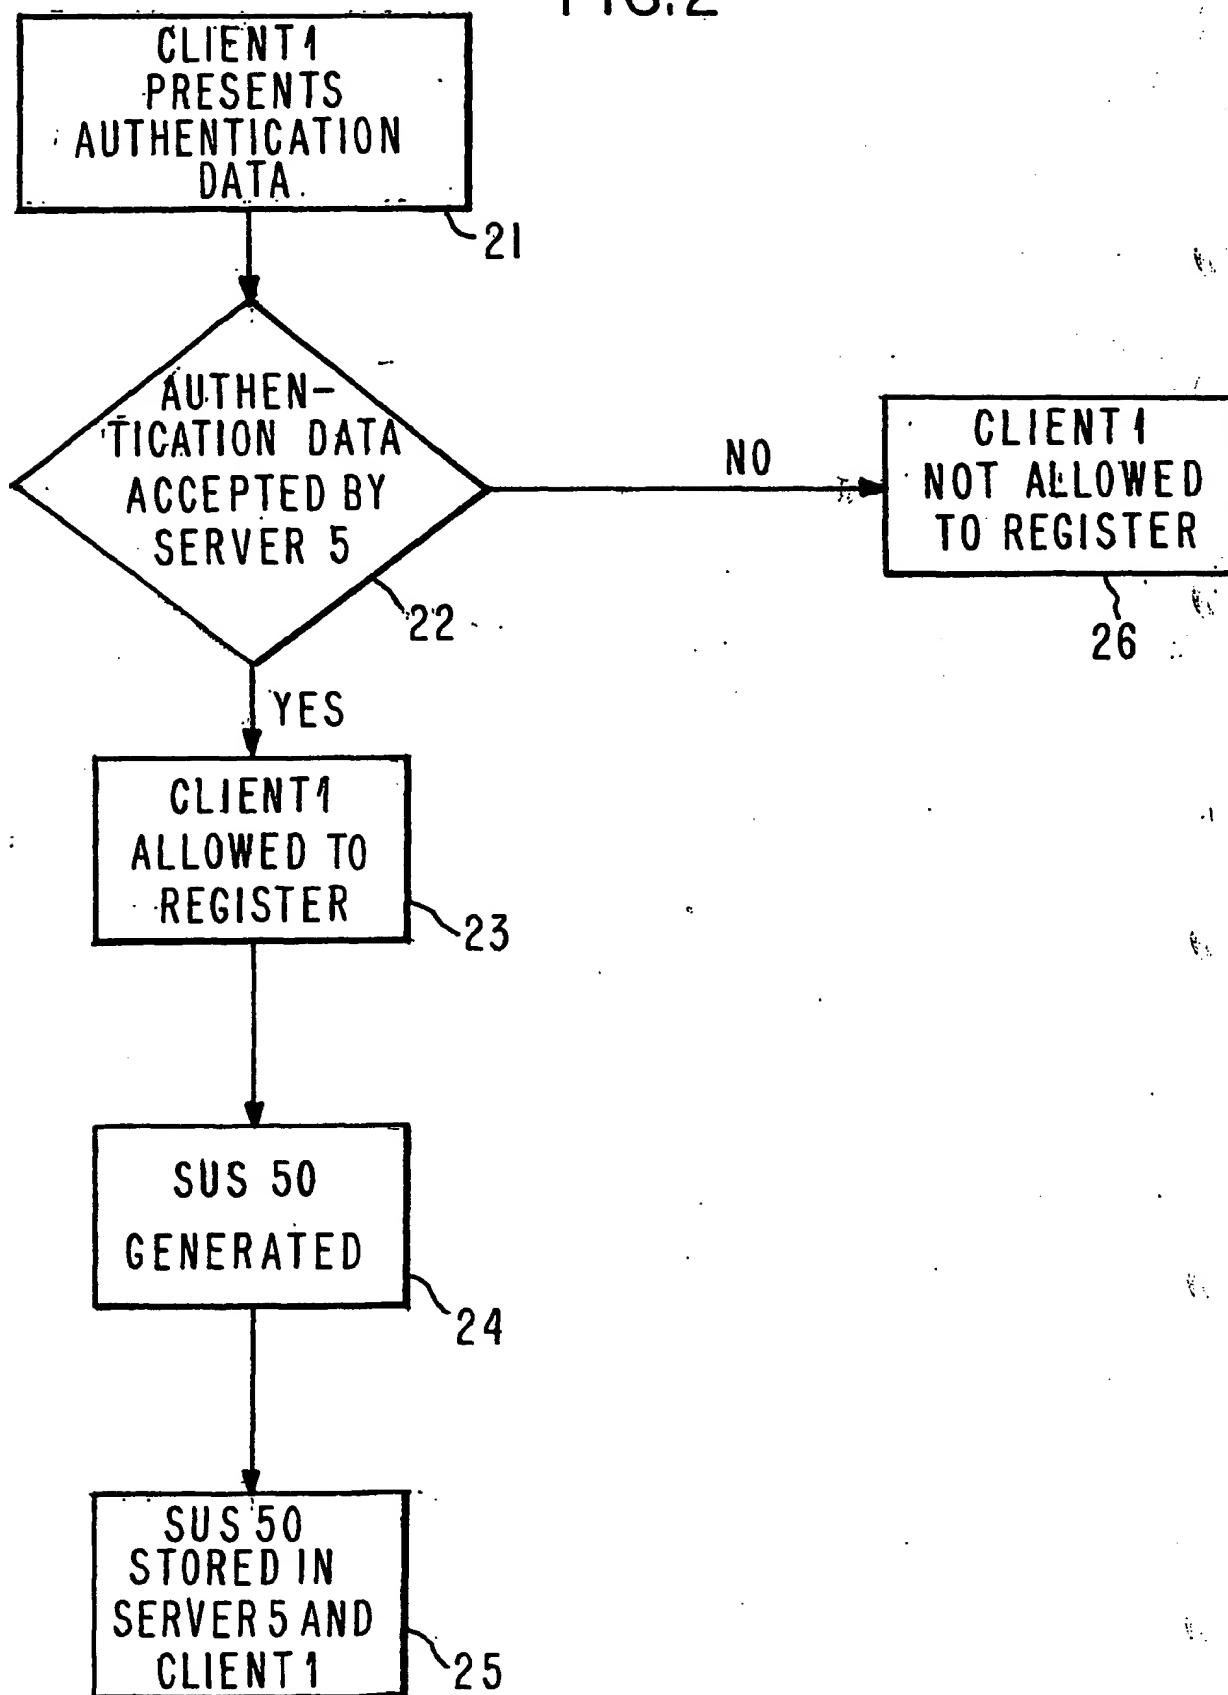 FIG.2
CLIENT 1
PRESENTS
AUTHENTICATION
DATA
21
AUTHEN-
TICATION DATA
ACCEPTED BY
SERVER 5
22
NO
CLIENT 1
NOT ALLOWED
TO REGISTER
26
YES
CLIENT 1
ALLOWED TO
REGISTER
23
SUS 50
GENERATED
24
SUS 50
STORED IN
SERVER 5 AND
CLIENT 1
25